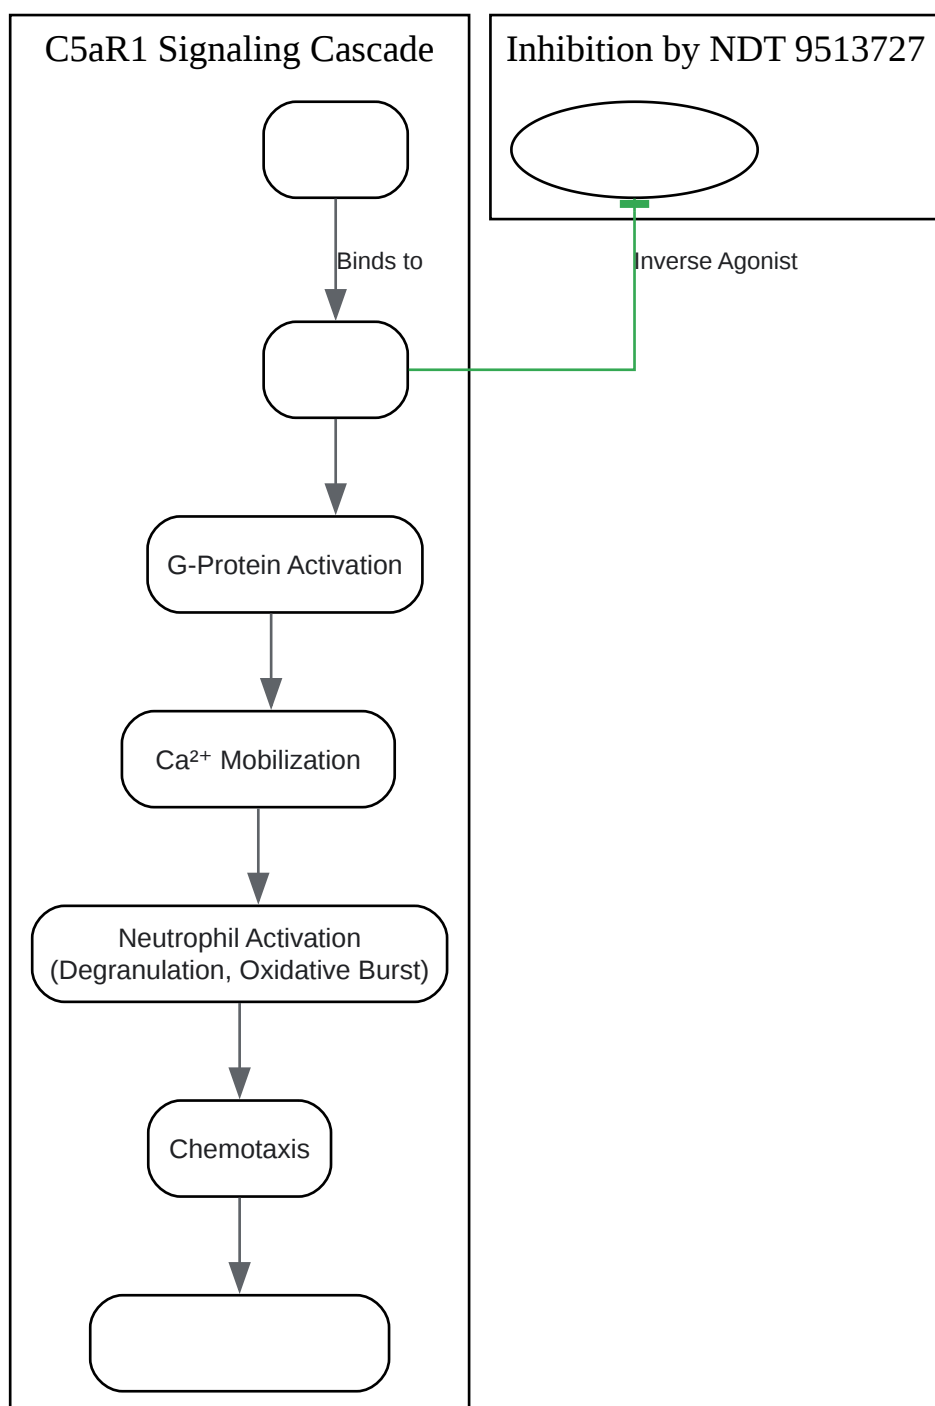 C5aR1 Signaling Cascade
Inhibition by NDT 9513727
Binds to
Inverse Agonist
G-Protein Activation
Ca²⁺ Mobilization
Neutrophil Activation
(Degranulation, Oxidative Burst)
Chemotaxis